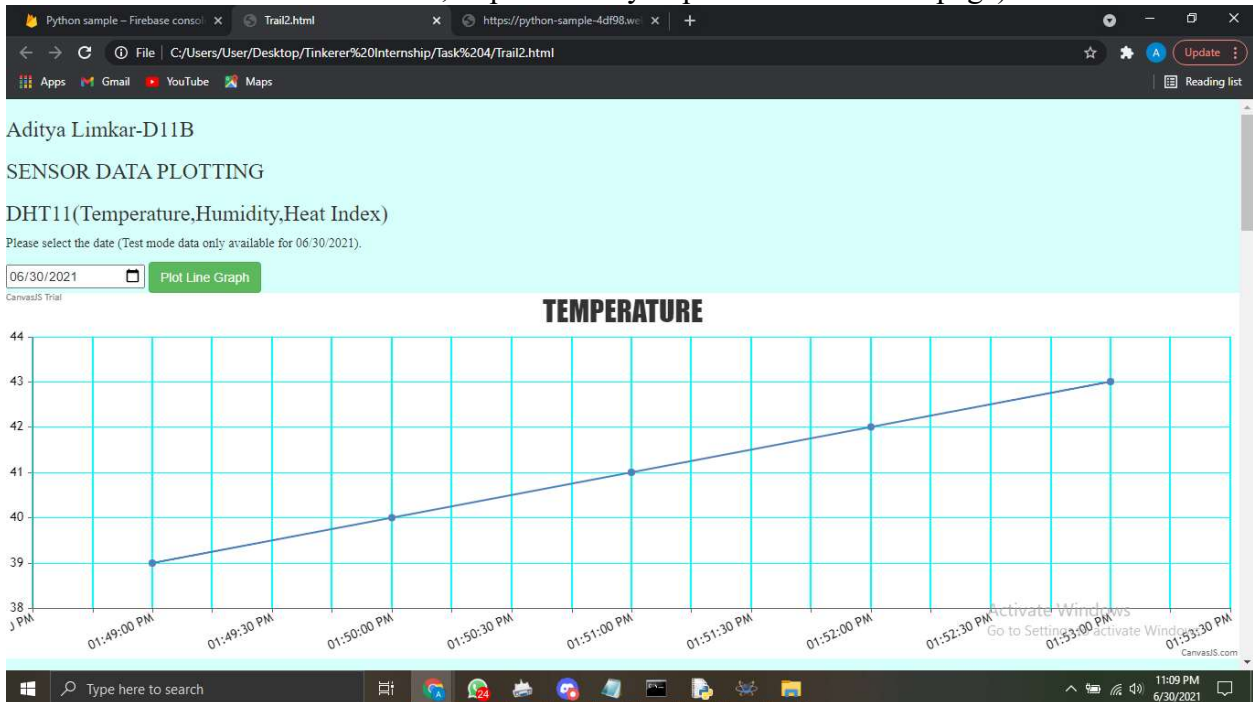 Python sample – Firebase consol
Trail2.html
https://python-sample-4df98.we
File C:/Users/User/Desktop/Tinkerer%20Internship/Task%204/Trail2.html
A
Update
Apps Gmail YouTube Maps
Reading list
Aditya Limkar-D11B
SENSOR DATA PLOTTING
DHT11(Temperature,Humidity,Heat Index)
Please select the date (Test mode data only available for 06/30/2021).
06/30/2021 Plot Line Graph
CanvasJS Trial
TEMPERATURE
44
43
42
41
40
39
38
PM 01:49:00 PM 01:49:30 PM 01:50:00 PM 01:50:30 PM 01:51:00 PM 01:51:30 PM 01:52:00 PM 01:52:30 PM 01:53:00 PM 01:53:30 PM
Activate Windows
Go to Settings to activate Windows.
CanvasJS.com
Type here to search
24
A
11:09 PM
6/30/2021